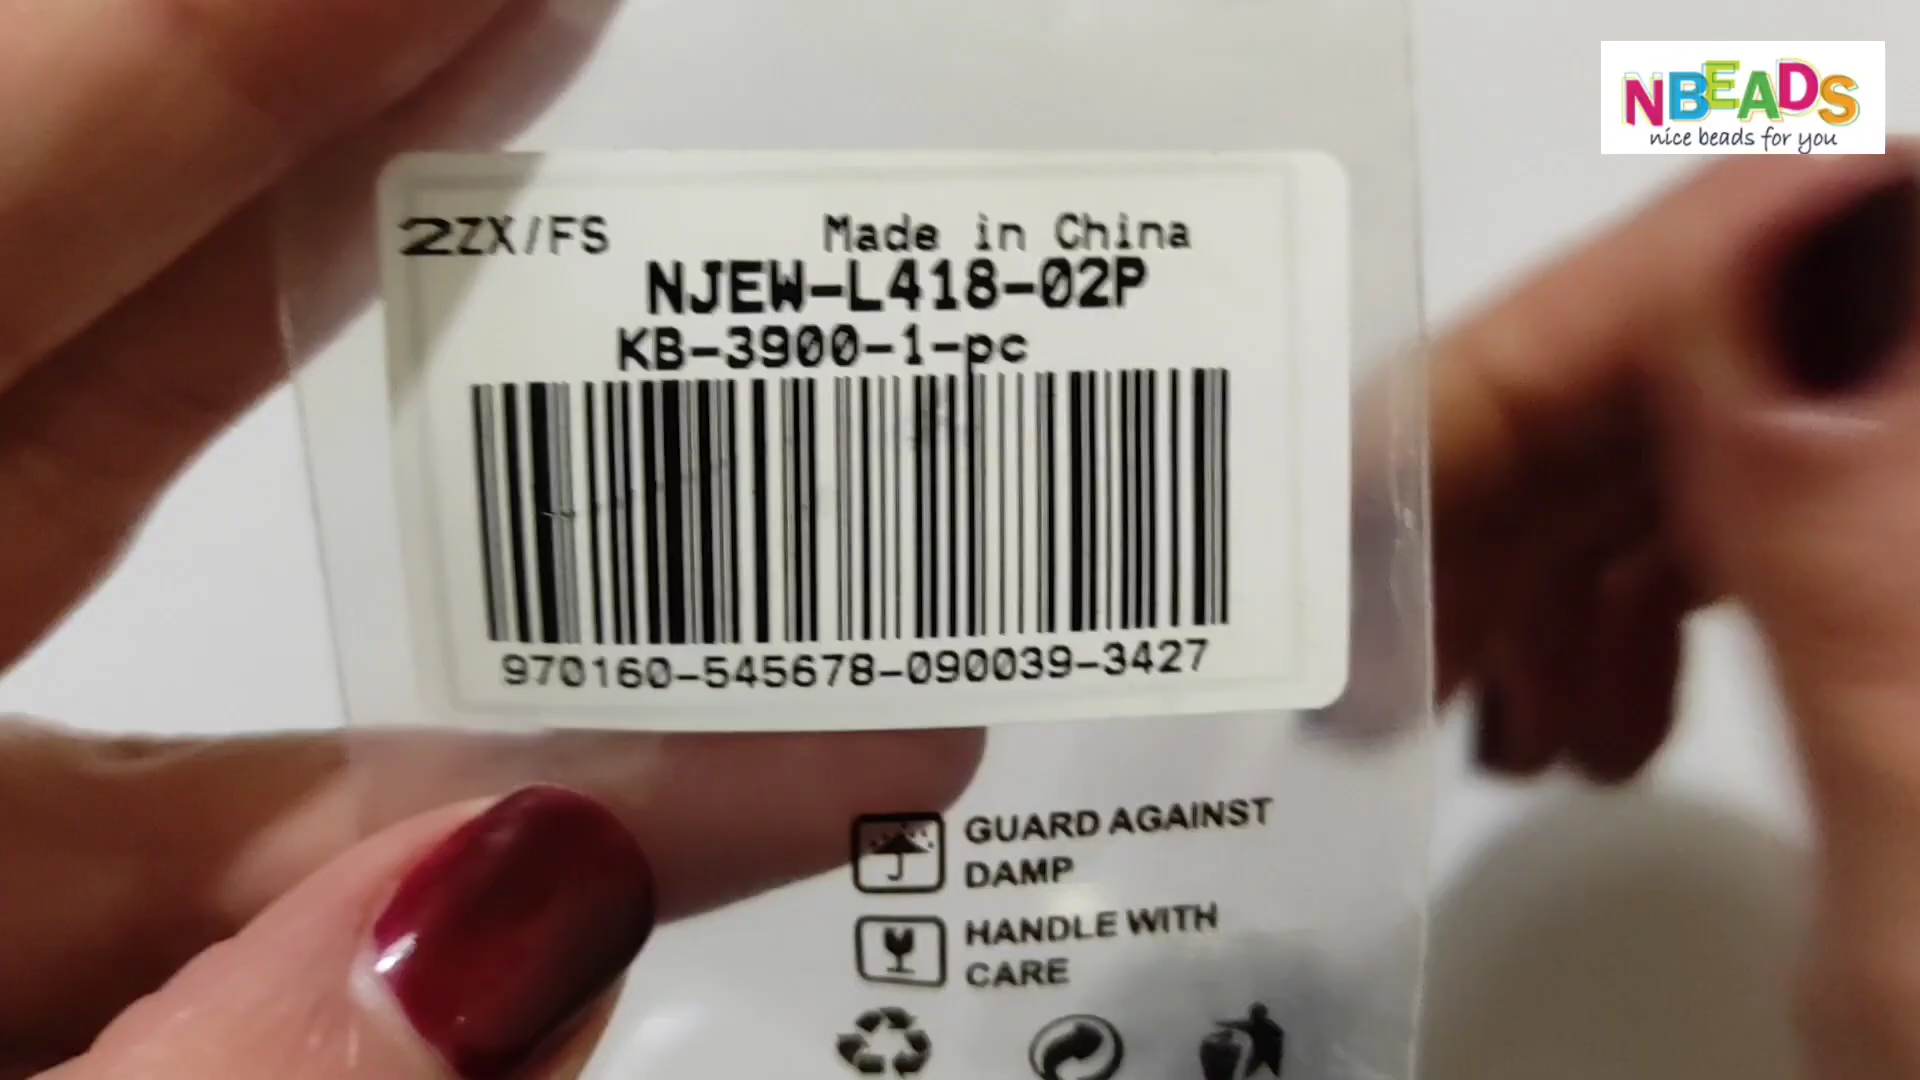 NBEADS
nice beads for you
2ZX/FS Made in China
NJEW-L418-02P
KB-3900-1-pc
970160-545678-090039-3427
GUARD AGAINST
DAMP
HANDLE WITH
CARE